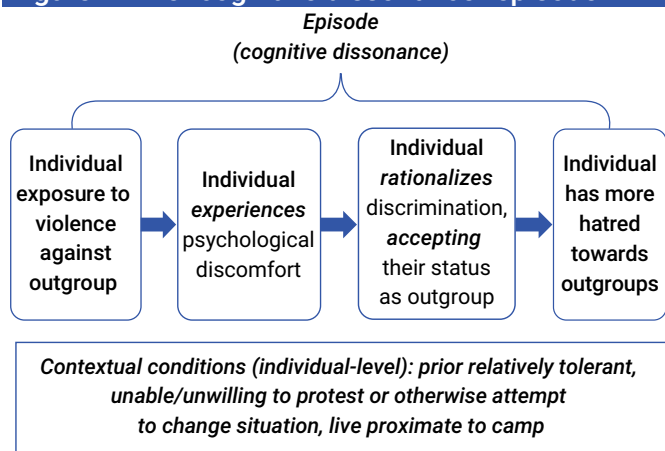 Episode
(cognitive dissonance)
Individual
exposure to
violence
against
outgroup
Individual
experiences
psychological
discomfort
Individual
rationalizes
discrimination,
accepting
their status
as outgroup
Individual
has more
hatred
towards
outgroups
Contextual conditions (individual-level): prior relatively tolerant,
unable/unwilling to protest or otherwise attempt
to change situation, live proximate to camp